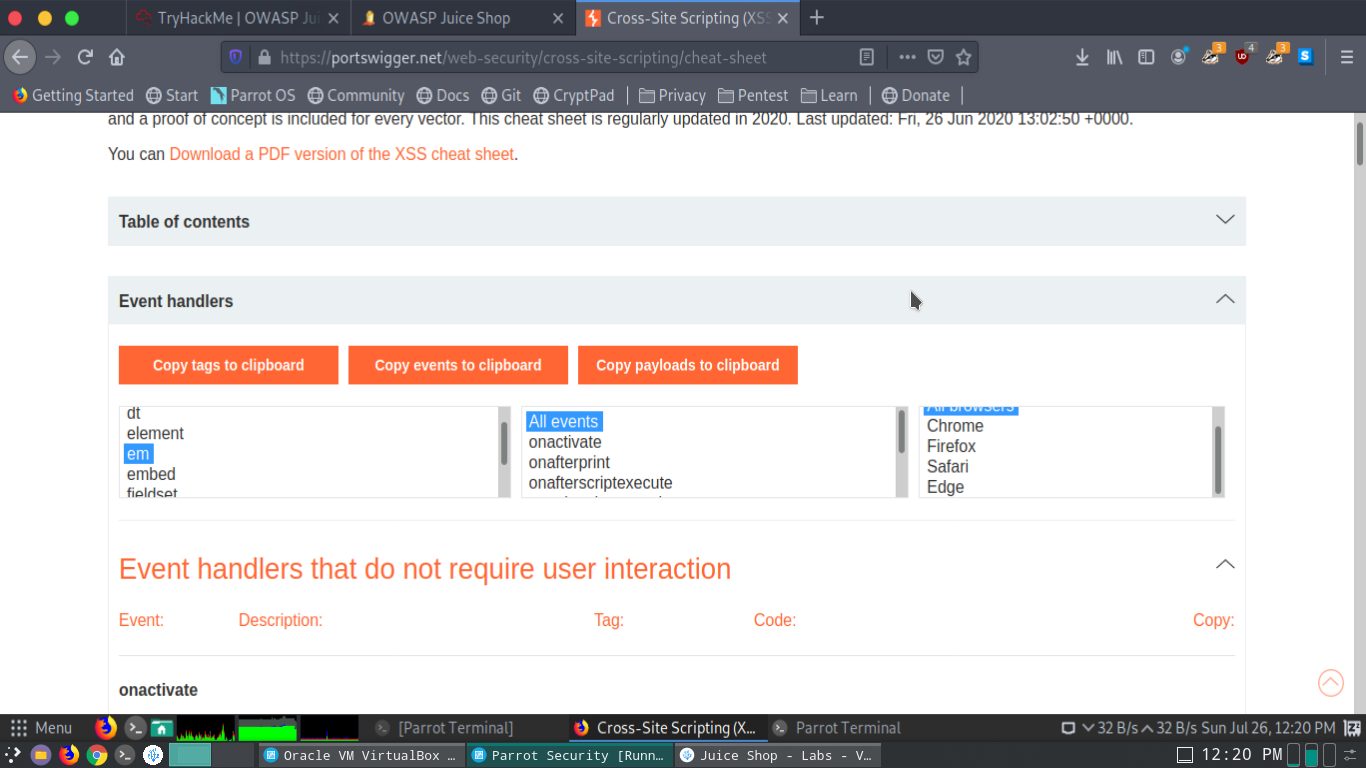 TryHackMe | OWASP Jui
OWASP Juice Shop
Cross-Site Scripting (XSS
https://portswigger.net/web-security/cross-site-scripting/cheat-sheet
3
4
3
S
Getting Started
Start
Parrot OS
Community
Docs
Git
CryptPad
Privacy
Pentest
Learn
Donate
and a proof of concept is included for every vector. This cheat sheet is regularly updated in 2020. Last updated: Fri, 26 Jun 2020 13:02:50 +0000.
You can Download a PDF version of the XSS cheat sheet.
Table of contents
Event handlers
Copy tags to clipboard
Copy events to clipboard
Copy payloads to clipboard
dt
element
em
embed
fieldset
All events
onactivate
onafterprint
onafterscriptexecute
All browsers
Chrome
Firefox
Safari
Edge
Event handlers that do not require user interaction
Event:
Description:
Tag:
Code:
Copy:
onactivate
Menu
[Parrot Terminal]
Cross-Site Scripting (X...
Parrot Terminal
32 B/s
32 B/s
Sun Jul 26, 12:20 PM
Oracle VM VirtualBox …
Parrot Security [Runn…
Juice Shop - Labs - V…
12:20 PM